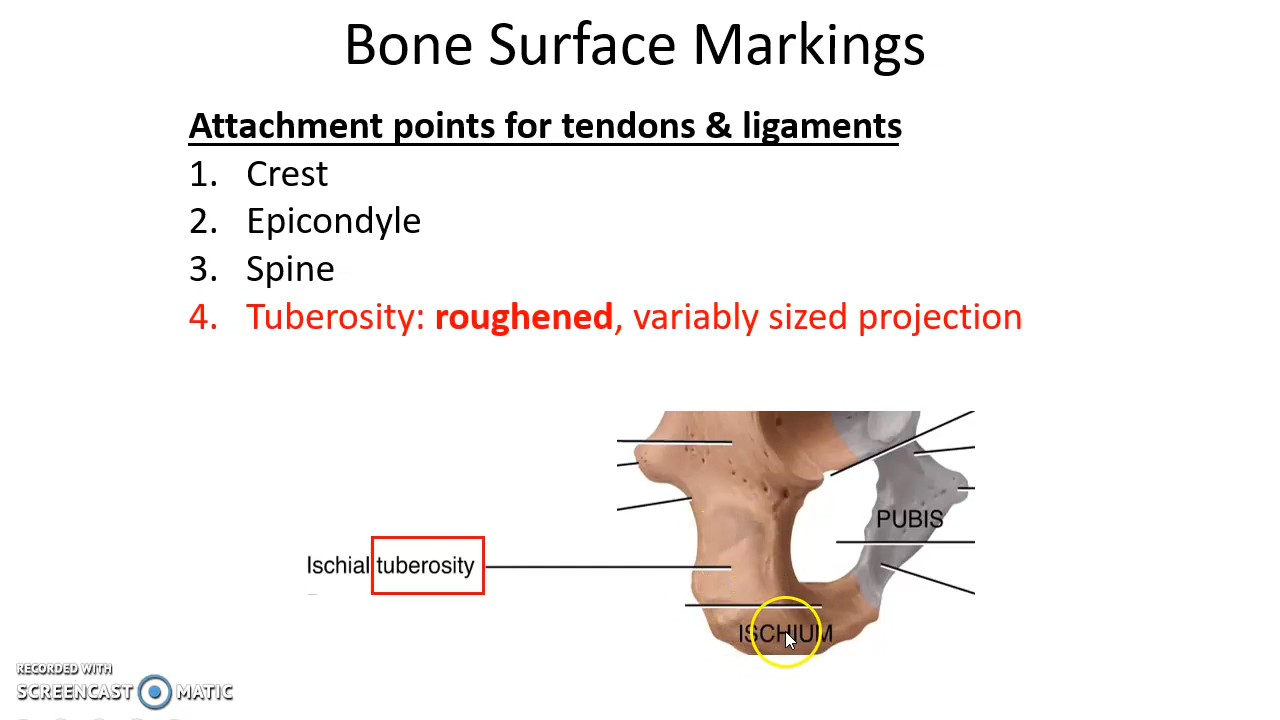 Bone Surface Markings
Attachment points for tendons & ligaments
1. Crest
2. Epicondyle
3. Spine
4. Tuberosity: roughened, variably sized projection
PUBIS
Ischial tuberosity
ISCHIUM
RECORDED WITH
SCREENCAST MATIC